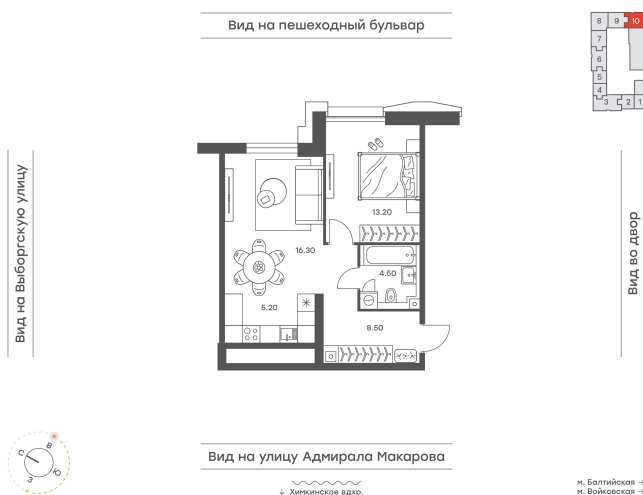 Вид на пешеходный бульвар
8 9 10
7
6
5
4
3 2 1
Вид на Выборгскую улицу
Вид во двор
13.20
16.30
4.50
5.20
8.50
Вид на улицу Адмирала Макарова
С В
З Ю
↓ Химкинское вдхр.
м. Балтийская
м. Войковская